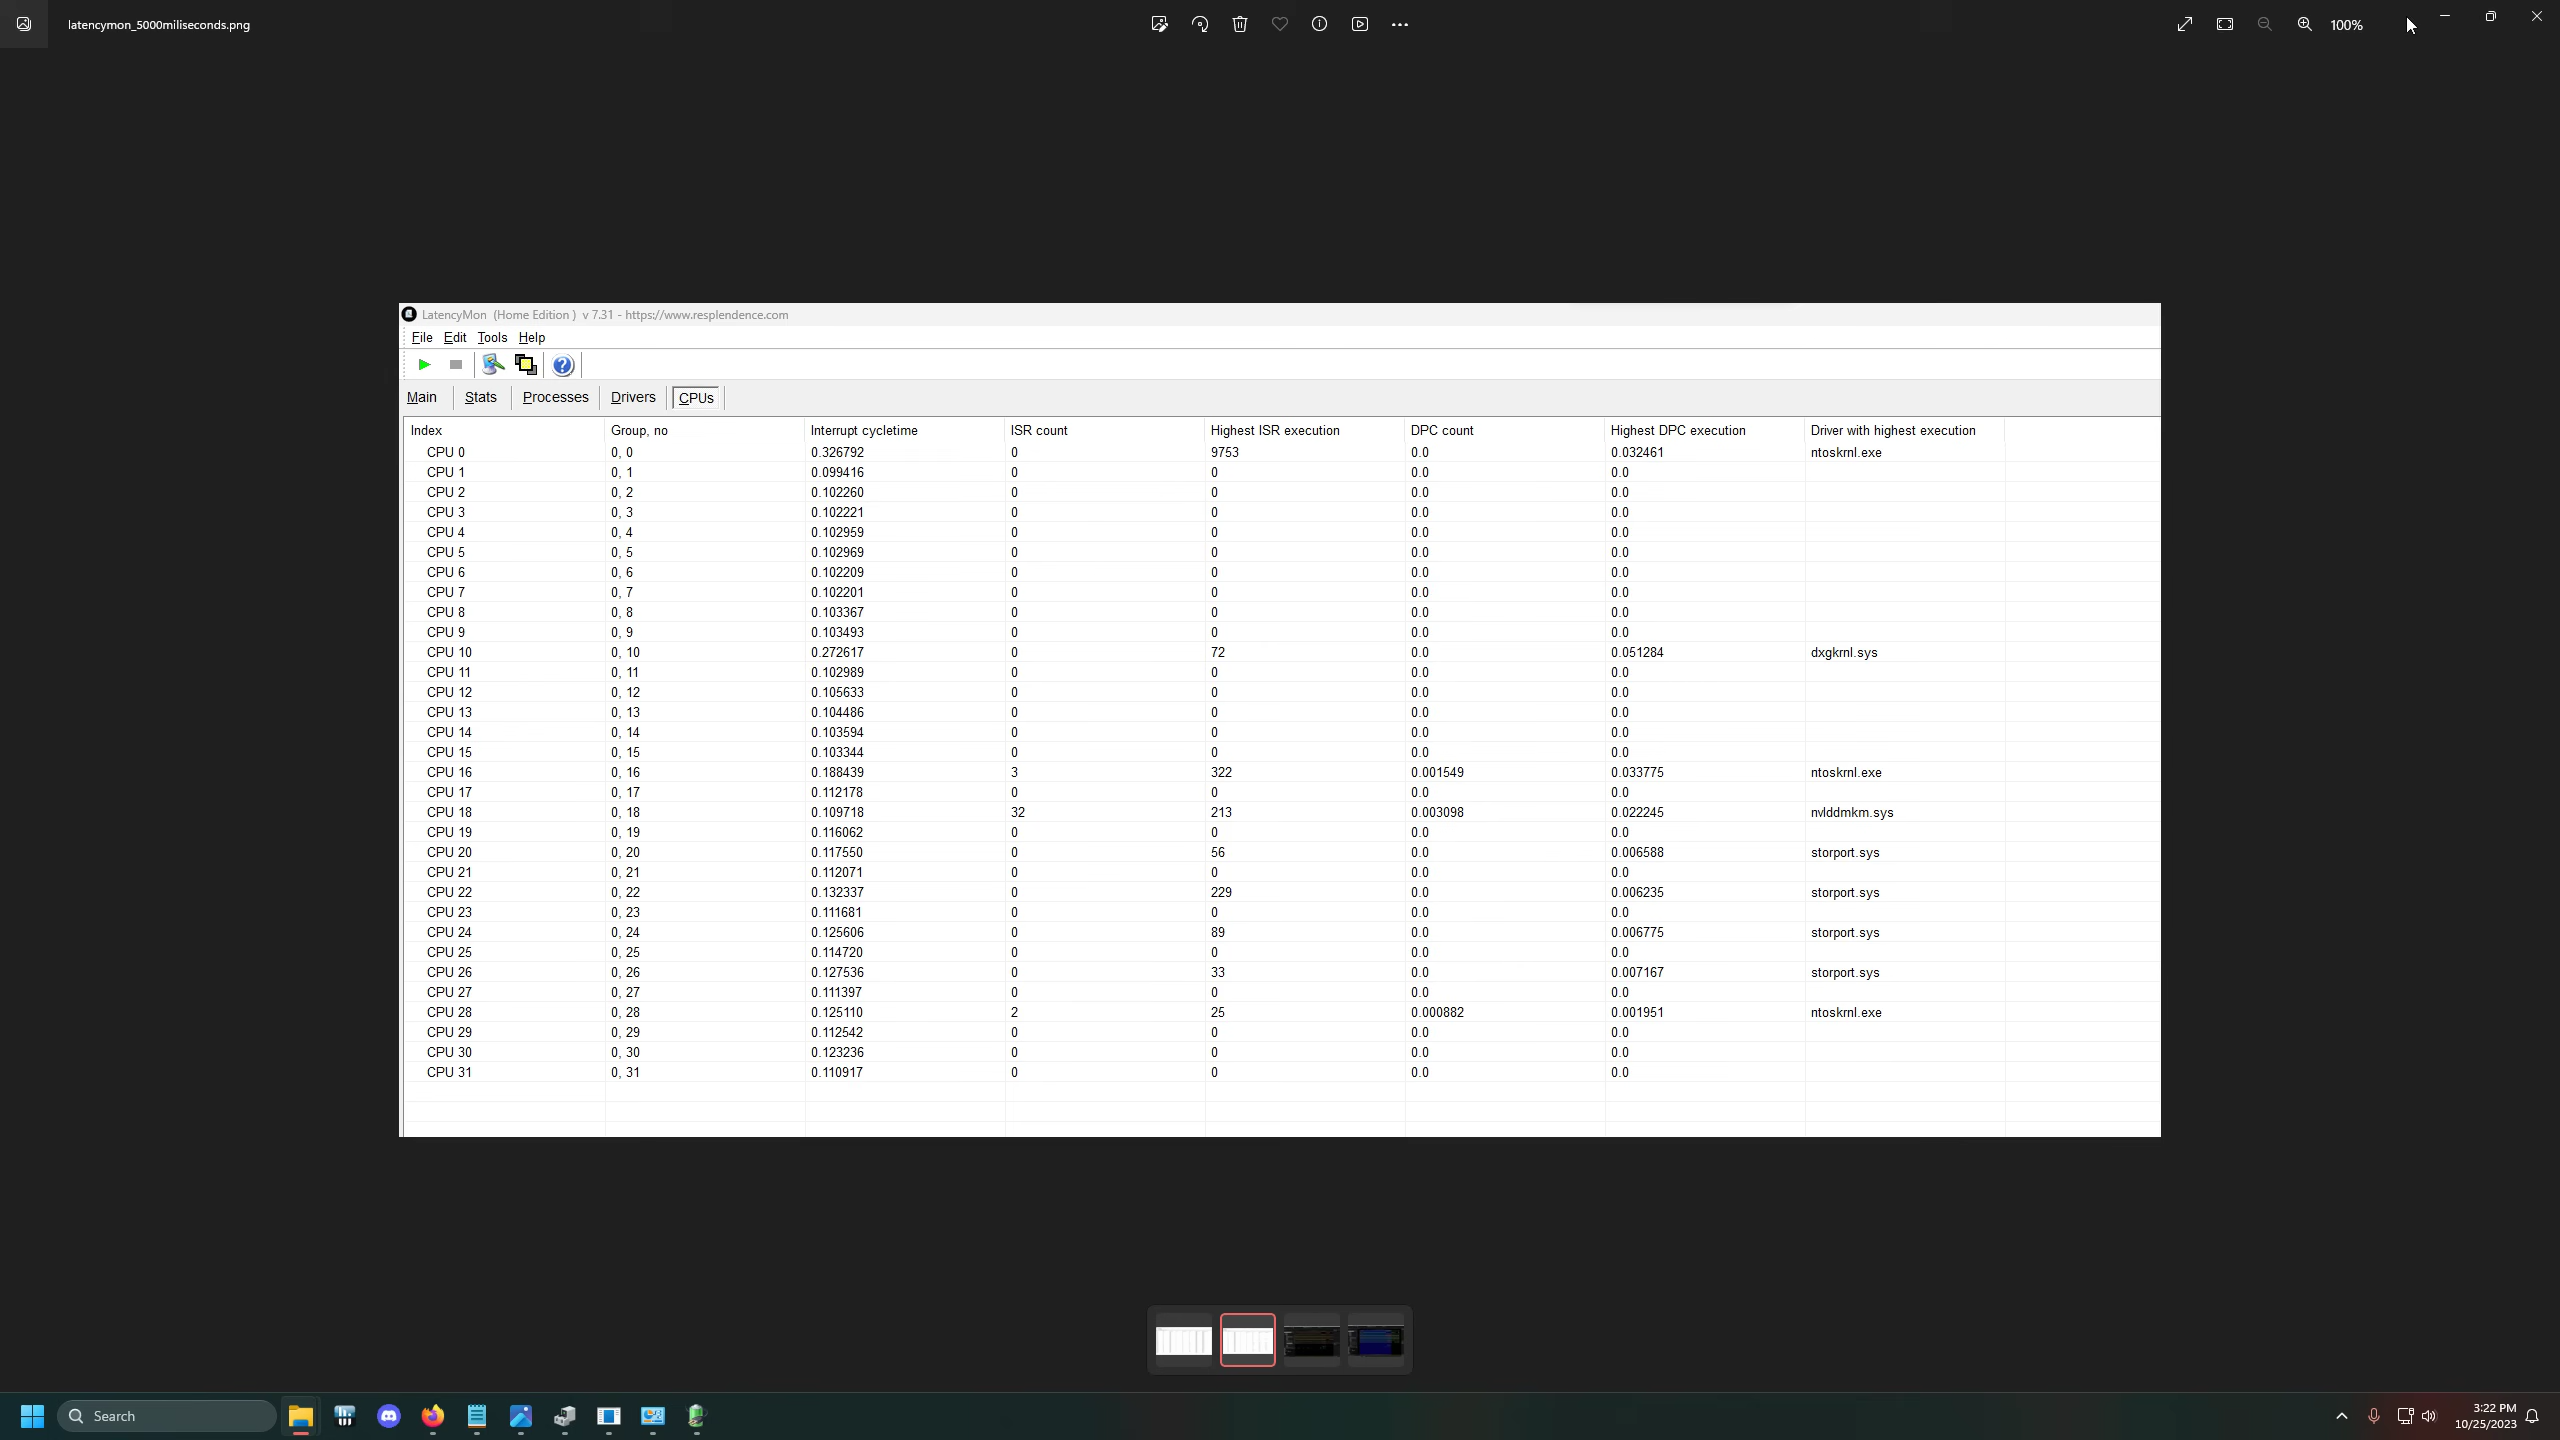 latencymon_5000miliseconds.png
100%
LatencyMon (Home Edition ) v 7.31 - https://www.resplendence.com
File Edit Tools Help
Main Stats Processes Drivers CPUs
Index Group, no Interrupt cycletime ISR count Highest ISR execution DPC count Highest DPC execution Driver with highest execution
CPU 0 0, 0 0.326792 0 9753 0.0 0.032461 ntoskrnl.exe
CPU 1 0, 1 0.099416 0 0 0.0 0.0
CPU 2 0, 2 0.102260 0 0 0.0 0.0
CPU 3 0, 3 0.102221 0 0 0.0 0.0
CPU 4 0, 4 0.102959 0 0 0.0 0.0
CPU 5 0, 5 0.102969 0 0 0.0 0.0
CPU 6 0, 6 0.102209 0 0 0.0 0.0
CPU 7 0, 7 0.102201 0 0 0.0 0.0
CPU 8 0, 8 0.103367 0 0 0.0 0.0
CPU 9 0, 9 0.103493 0 0 0.0 0.0
CPU 10 0, 10 0.272617 0 72 0.0 0.051284 dxgkrnl.sys
CPU 11 0, 11 0.102989 0 0 0.0 0.0
CPU 12 0, 12 0.105633 0 0 0.0 0.0
CPU 13 0, 13 0.104486 0 0 0.0 0.0
CPU 14 0, 14 0.103594 0 0 0.0 0.0
CPU 15 0, 15 0.103344 0 0 0.0 0.0
CPU 16 0, 16 0.188439 3 322 0.001549 0.033775 ntoskrnl.exe
CPU 17 0, 17 0.112178 0 0 0.0 0.0
CPU 18 0, 18 0.109718 32 213 0.003098 0.022245 nvlddmkm.sys
CPU 19 0, 19 0.116062 0 0 0.0 0.0
CPU 20 0, 20 0.117550 0 56 0.0 0.006588 storport.sys
CPU 21 0, 21 0.112071 0 0 0.0 0.0
CPU 22 0, 22 0.132337 0 229 0.0 0.006235 storport.sys
CPU 23 0, 23 0.111681 0 0 0.0 0.0
CPU 24 0, 24 0.125606 0 89 0.0 0.006775 storport.sys
CPU 25 0, 25 0.114720 0 0 0.0 0.0
CPU 26 0, 26 0.127536 0 33 0.0 0.007167 storport.sys
CPU 27 0, 27 0.111397 0 0 0.0 0.0
CPU 28 0, 28 0.125110 2 25 0.000882 0.001951 ntoskrnl.exe
CPU 29 0, 29 0.112542 0 0 0.0 0.0
CPU 30 0, 30 0.123236 0 0 0.0 0.0
CPU 31 0, 31 0.110917 0 0 0.0 0.0
Search
3:22 PM
10/25/2023